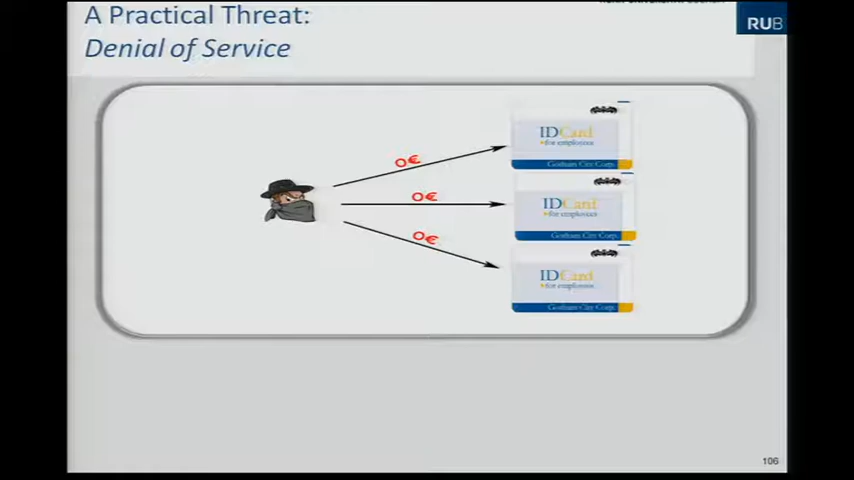 A Practical Threat:
Denial of Service
RUB
0€
0€
0€
IDCard
for employees
Gotham City Corp.
IDCard
for employees
Gotham City Corp.
IDCard
for employees
Gotham City Corp.
106